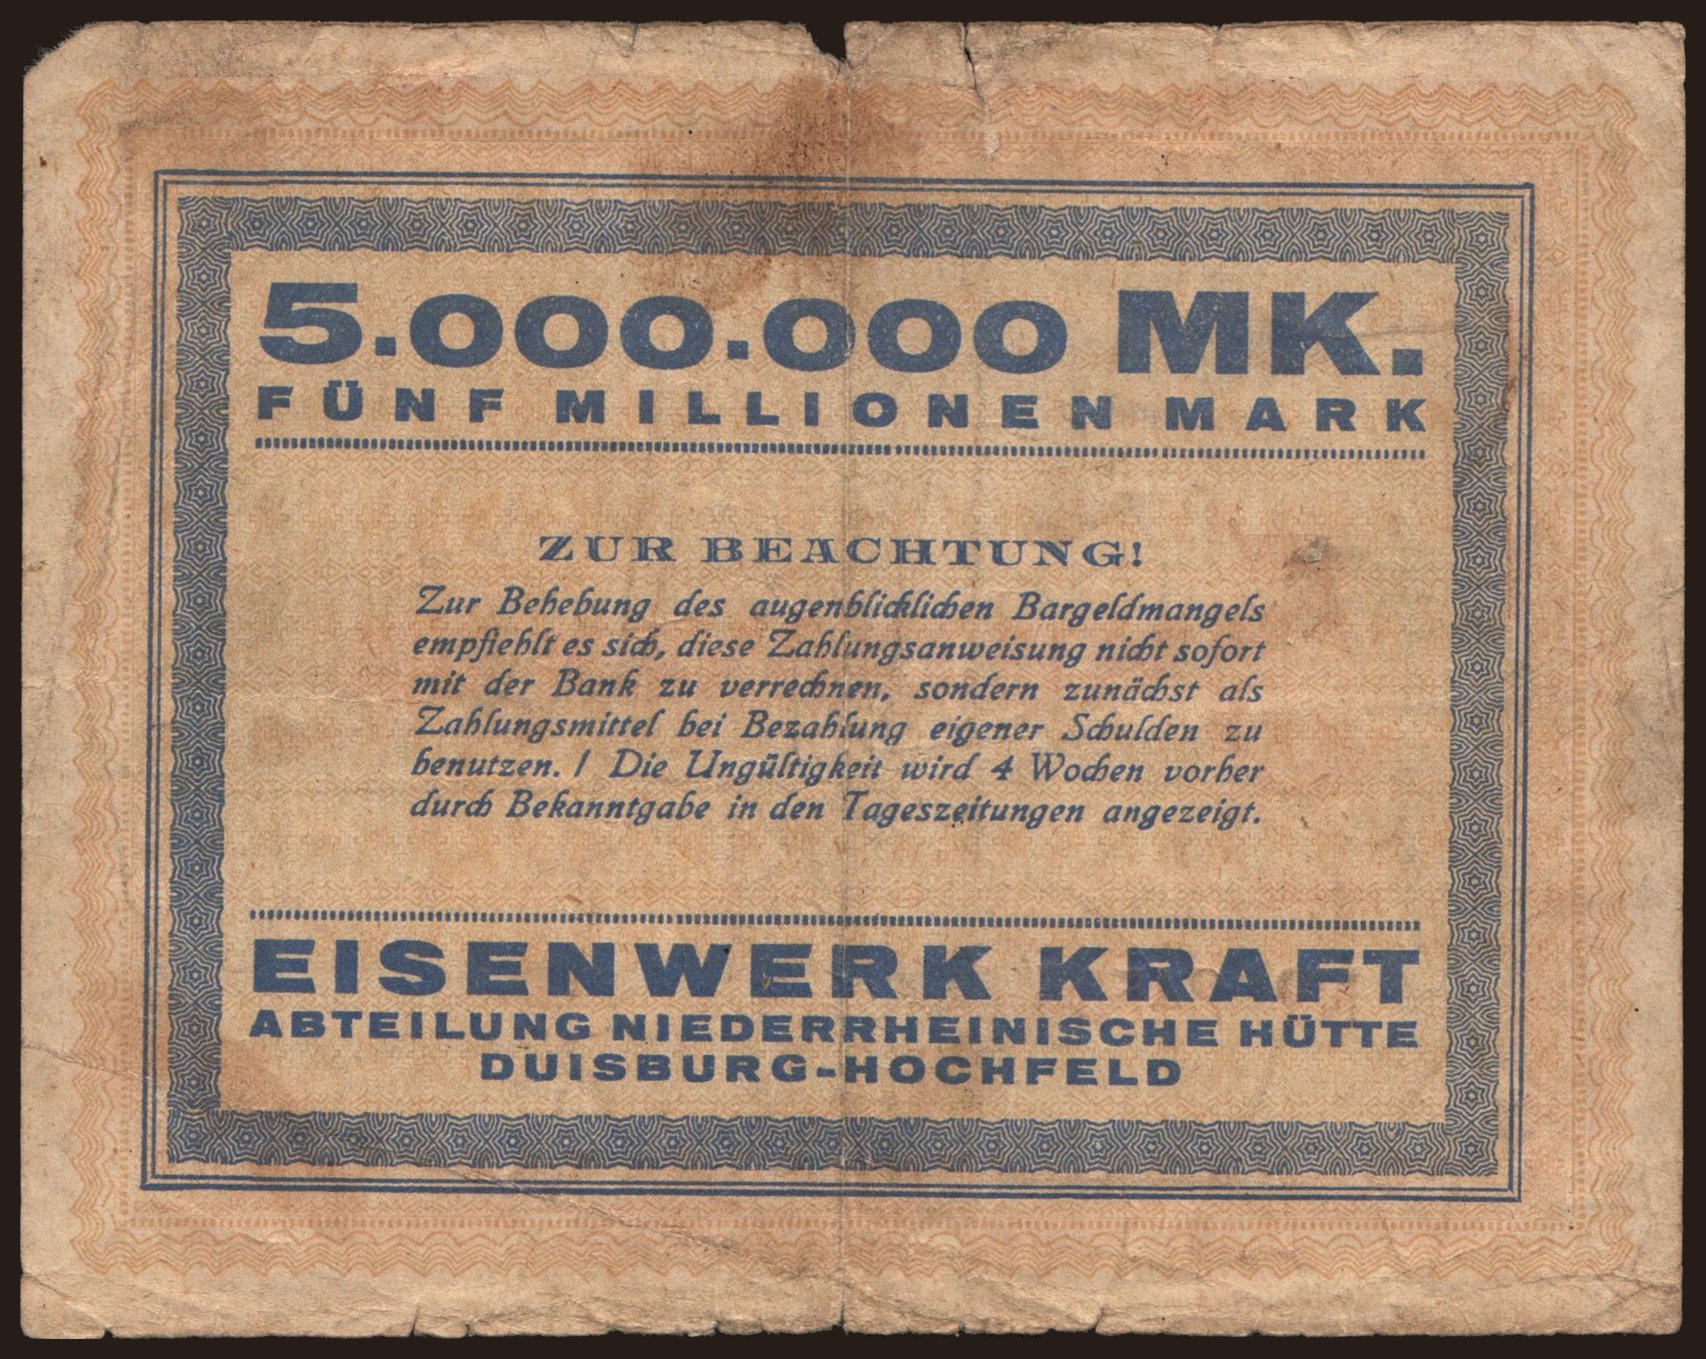 5.000.000 MK.
FÜNF MILLIONEN MARK
ZUR BEACHTUNG!
Zur Behebung des augenblicklichen Bargeldmangels
empfiehlt es sich, diese Zahlungsanweisung nicht sofort
mit der Bank zu verrechnen, sondern zunächst als
Zahlungsmittel bei Bezahlung eigener Schulden zu
benutzen. / Die Ungültigkeit wird 4 Wochen vorher
durch Bekanntgabe in den Tageszeitungen angezeigt.
EISENWERK KRAFT
ABTEILUNG NIEDERRHEINISCHE HÜTTE
DUISBURG-HOCHFELD